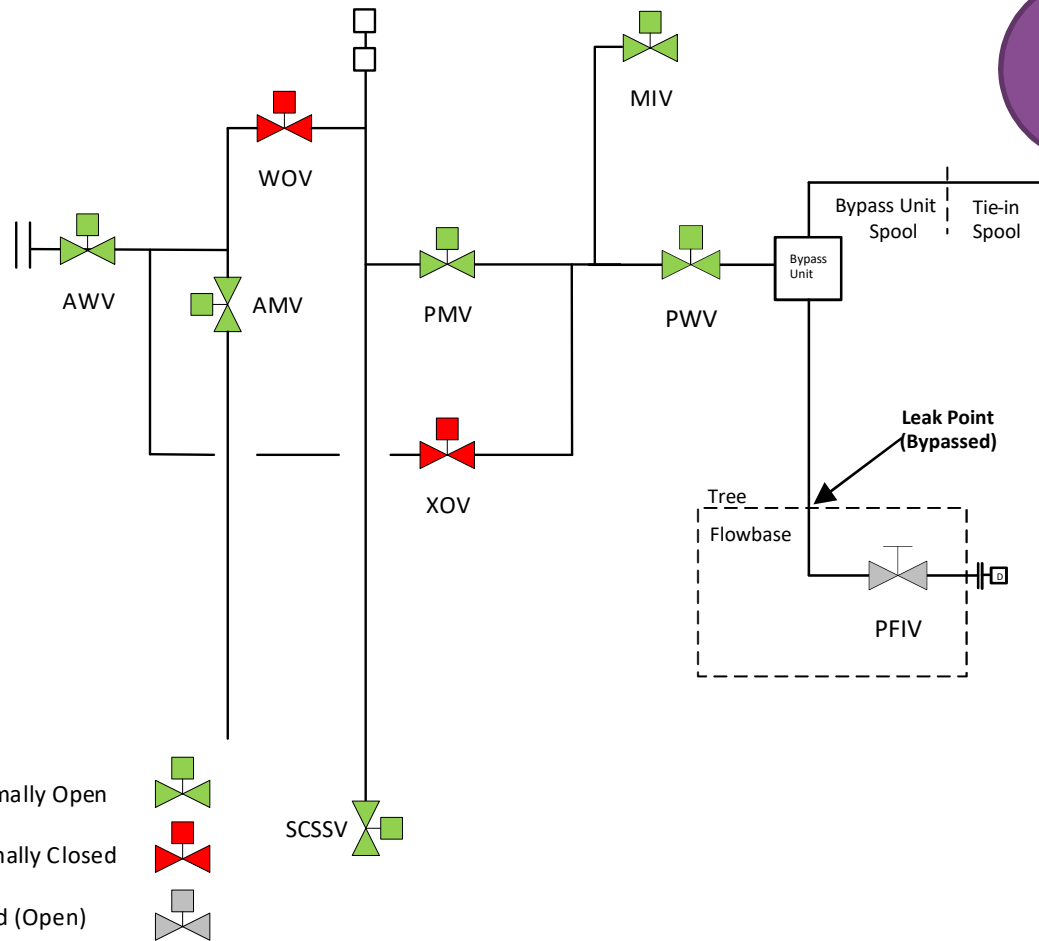 MIV
WOV
Bypass Unit
Spool
Tie-in
Spool
Bypass
Unit
AWV
AMV
PMV
PWV
Leak Point
(Bypassed)
XOV
Tree
Flowbase
D
PFIV
mally Open
SCSSV
nally Closed
d (Open)